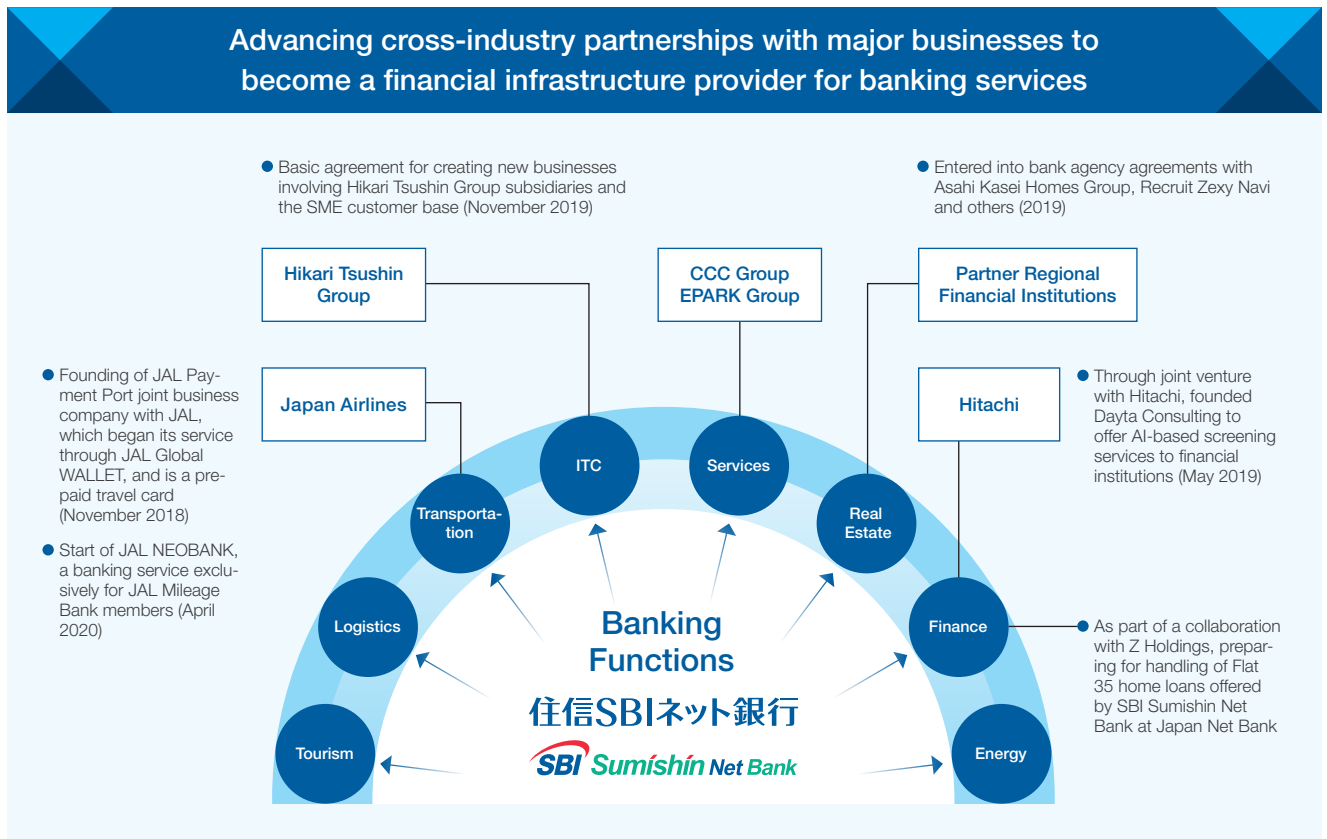 Advancing cross-industry partnerships with major businesses to
become a financial infrastructure provider for banking services
● Basic agreement for creating new businesses
involving Hikari Tsushin Group subsidiaries and
the SME customer base (November 2019)
● Entered into bank agency agreements with
Asahi Kasei Homes Group, Recruit Zexy Navi
and others (2019)
Hikari Tsushin
Group
CCC Group
EPARK Group
Partner Regional
Financial Institutions
● Founding of JAL Pay-
ment Port joint business
company with JAL,
which began its service
through JAL Global
WALLET, and is a pre-
paid travel card
(November 2018)
● Start of JAL NEOBANK,
a banking service exclu-
sively for JAL Mileage
Bank members (April
2020)
Japan Airlines
Hitachi
● Through joint venture
with Hitachi, founded
Dayta Consulting to
offer AI-based screening
services to financial
institutions (May 2019)
ITC
Services
Transporta-
tion
Real
Estate
Logistics
Finance
● As part of a collaboration
with Z Holdings, prepar-
ing for handling of Flat
35 home loans offered
by SBI Sumishin Net
Bank at Japan Net Bank
Tourism
Energy
Banking
Functions
住信SBIネット銀行
SBI Sumishin Net Bank